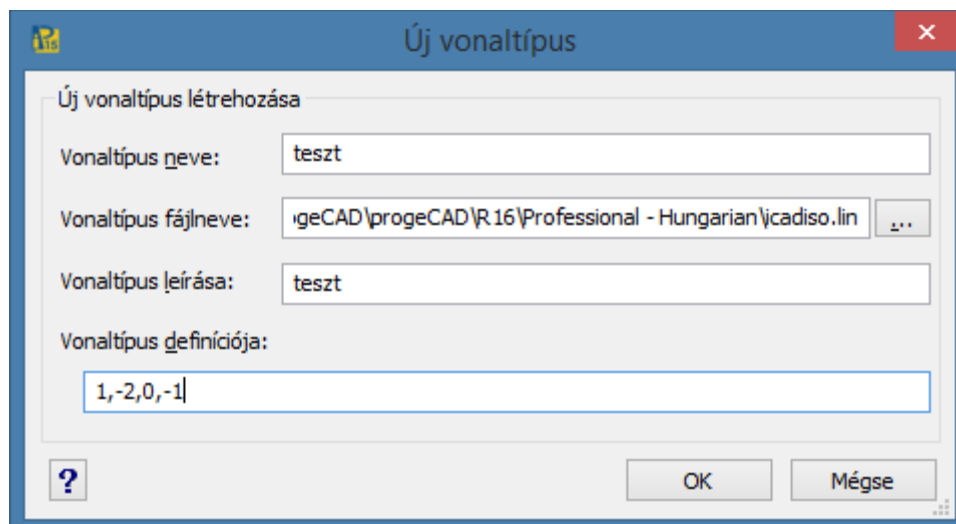 Új vonaltípus
Új vonaltípus létrehozása
Vonaltípus neve: teszt
Vonaltípus fájlneve: ogeCAD\progeCAD\R16\Professional - Hungarian\icadiso.lin ...
Vonaltípus leírása: teszt
Vonaltípus definíciója:
1,-2,0,-1
? OK Mégse